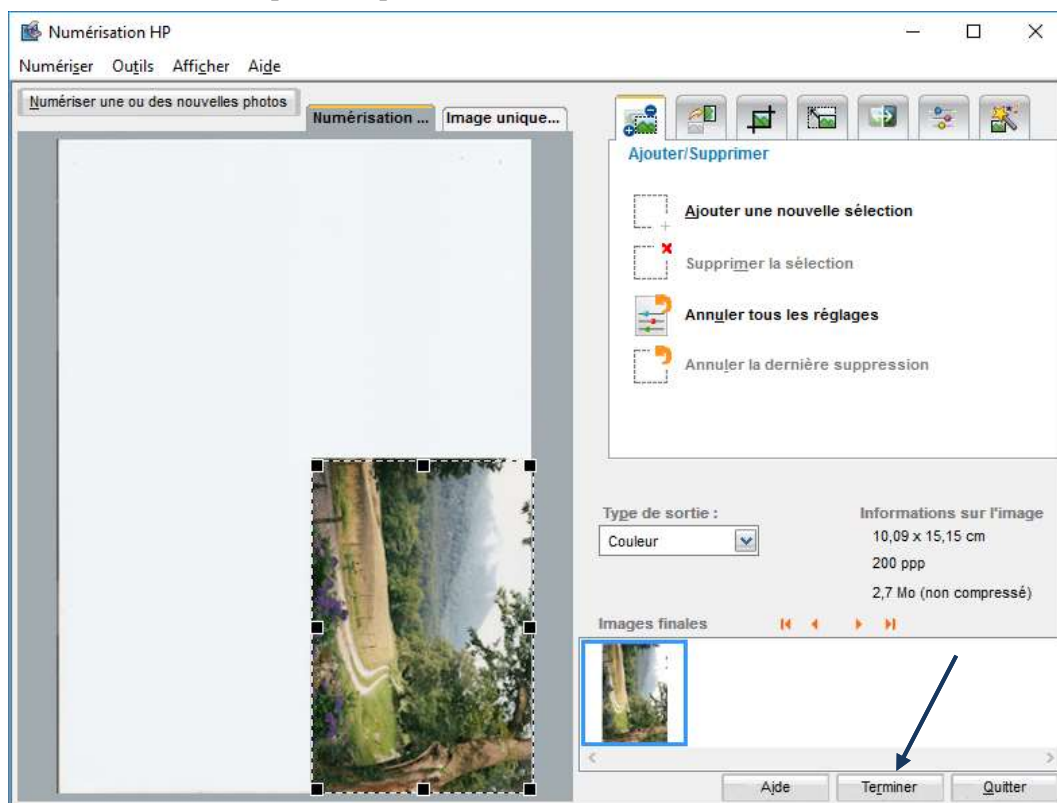 Numérisation HP
Numériser Outils Afficher Aide
Numériser une ou des nouvelles photos
Numérisation ...
Image unique...
Ajouter/Supprimer
Ajouter une nouvelle sélection
Supprimer la sélection
Annuler tous les réglages
Annuler la dernière suppression
Type de sortie :
Couleur
Informations sur l'image
10,09 x 15,15 cm
200 ppp
2,7 Mo (non compressé)
Images finales
Aide
Terminer
Quitter